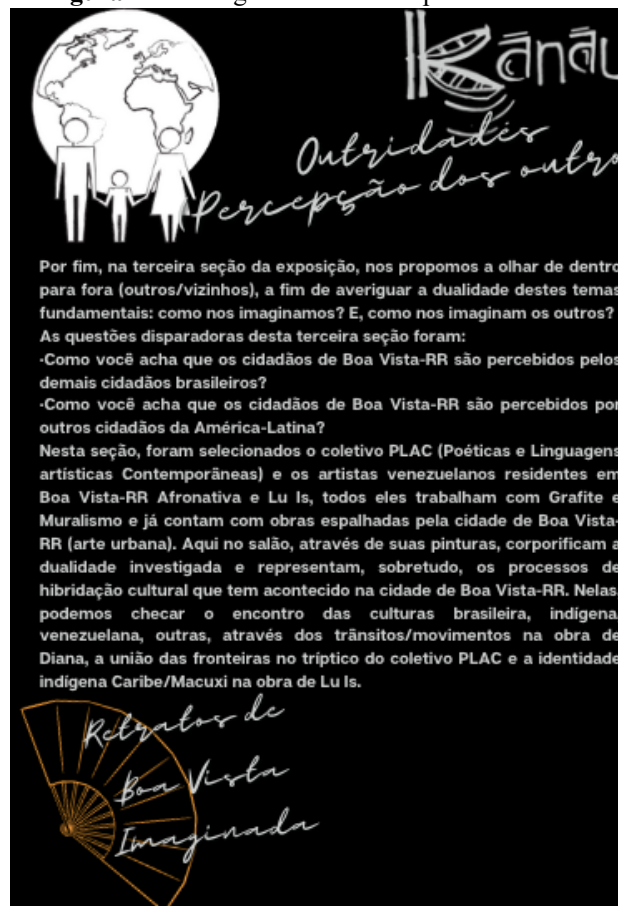 Kānāu
Outridades
Percepção dos outro
Por fim, na terceira seção da exposição, nos propomos a olhar de dentro
para fora (outros/vizinhos), a fim de averiguar a dualidade destes temas
fundamentais: como nos imaginamos? E, como nos imaginam os outros?
As questões disparadoras desta terceira seção foram:
·Como você acha que os cidadãos de Boa Vista-RR são percebidos pelos
demais cidadãos brasileiros?
·Como você acha que os cidadãos de Boa Vista-RR são percebidos por
outros cidadãos da América-Latina?
Nesta seção, foram selecionados o coletivo PLAC (Poéticas e Linguagens
artísticas Contemporâneas) e os artistas venezuelanos residentes em
Boa Vista-RR Afronativa e Lu Is, todos eles trabalham com Grafite e
Muralismo e já contam com obras espalhadas pela cidade de Boa Vista-
RR (arte urbana). Aqui no salão, através de suas pinturas, corporificam a
dualidade investigada e representam, sobretudo, os processos de
hibridação cultural que tem acontecido na cidade de Boa Vista-RR. Nelas,
podemos checar o encontro das culturas brasileira, indígena,
venezuelana, outras, através dos trânsitos/movimentos na obra de
Diana, a união das fronteiras no tríptico do coletivo PLAC e a identidade
indígena Caribe/Macuxi na obra de Lu Is.
Retratos de
Boa Vista
Imaginada